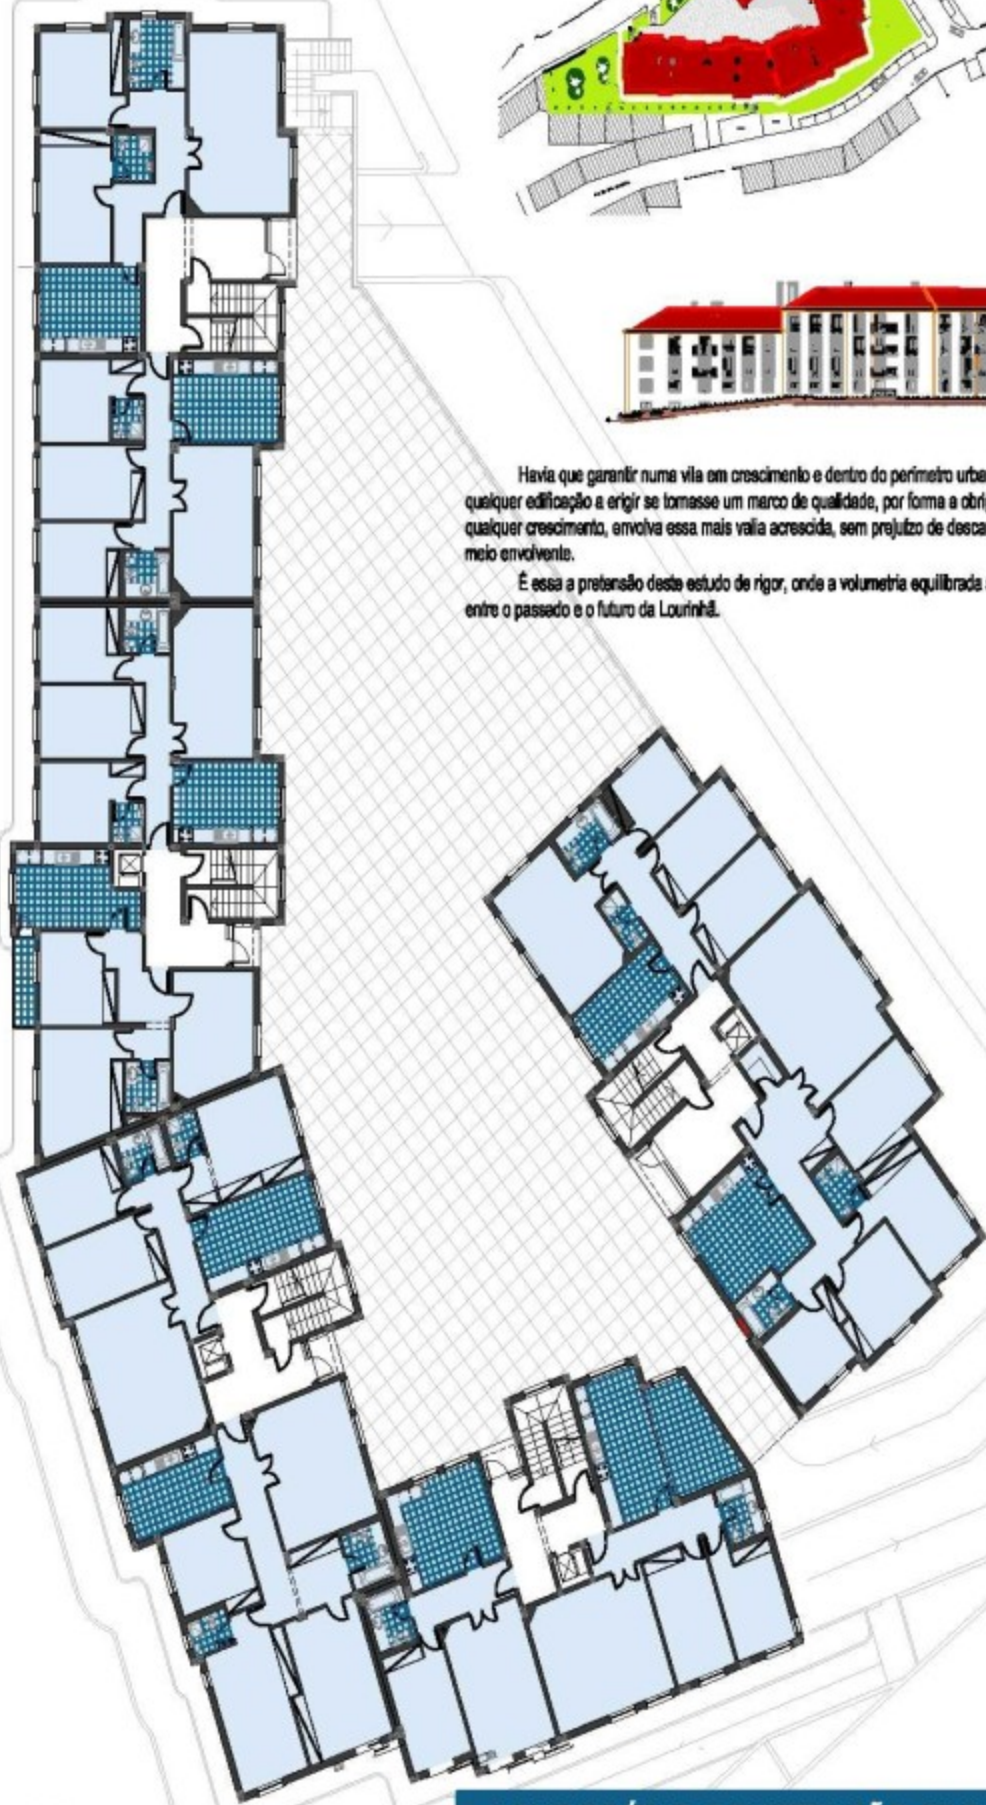 Havia que garantir numa vila em crescimento e dentro do perimetro urba
qualquer edificação a erigir se tornasse um marco de qualidade, por forma a obri
qualquer crescimento, envolva essa mais valia acrescida, sem prejuízo de desca
meio envolvente.
É essa a pretensão deste estudo de rigor, onde a volumetria equilibrada
entre o passado e o futuro da Lourinhã.